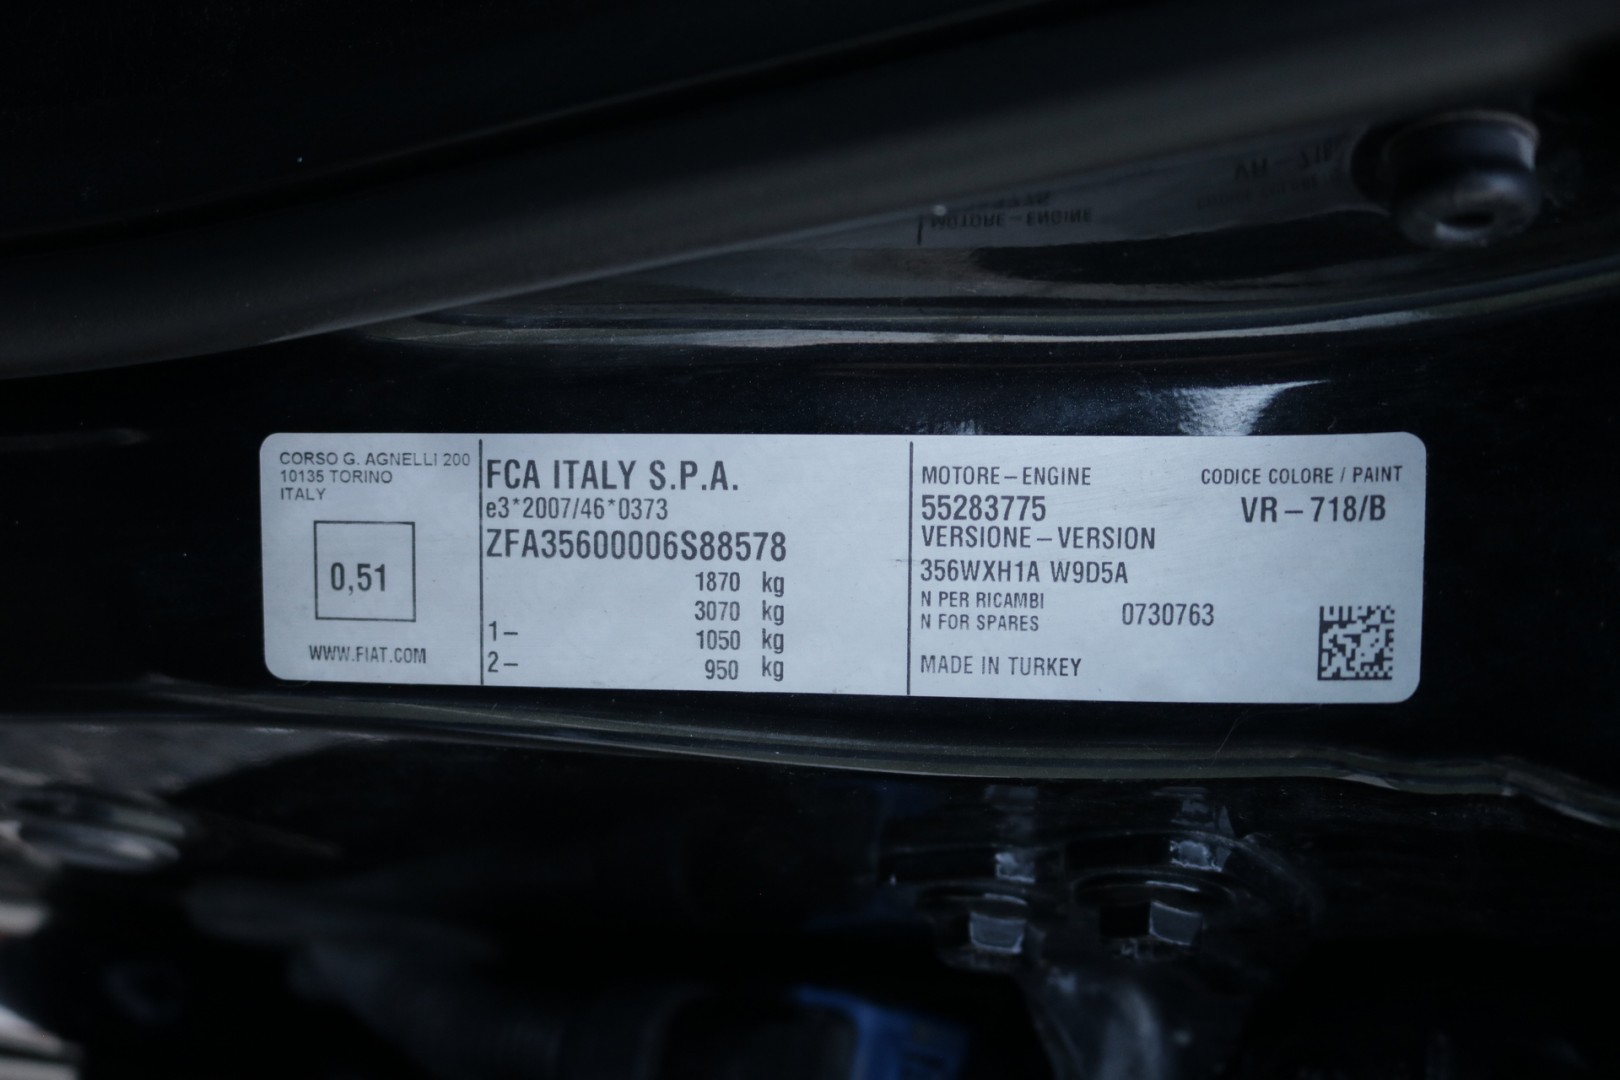 CORSO G. AGNELLI 200
10135 TORINO
ITALY
0,51
WWW.FIAT.COM
FCA ITALY S.P.A.
e3*2007/46*0373
ZFA35600006S88578
1870 kg
3070 kg
1– 1050 kg
2– 950 kg
MOTORE–ENGINE
55283775
VERSIONE–VERSION
356WXH1A W9D5A
N PER RICAMBI
N FOR SPARES
0730763
MADE IN TURKEY
CODICE COLORE / PAINT
VR–718/B
MOTORE–ENGINE